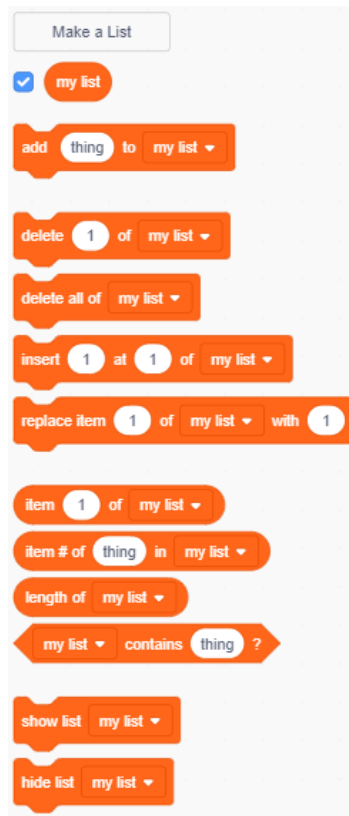 Make a List
my list
add thing to my list
delete 1 of my list
delete all of my list
insert 1 at 1 of my list
replace item 1 of my list with 1
item 1 of my list
item # of thing in my list
length of my list
my list contains thing ?
show list my list
hide list my list